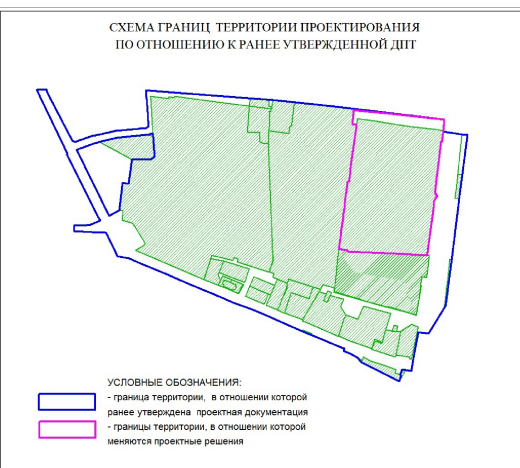 СХЕМА ГРАНИЦ ТЕРРИТОРИИ ПРОЕКТИРОВАНИЯ
ПО ОТНОШЕНИЮ К РАНЕЕ УТВЕРЖДЕННОЙ ДПТ
УСЛОВНЫЕ ОБОЗНАЧЕНИЯ:
- граница территории, в отношении которой
ранее утверждена проектная документация
- границы территории, в отношении которой
меняются проектные решения